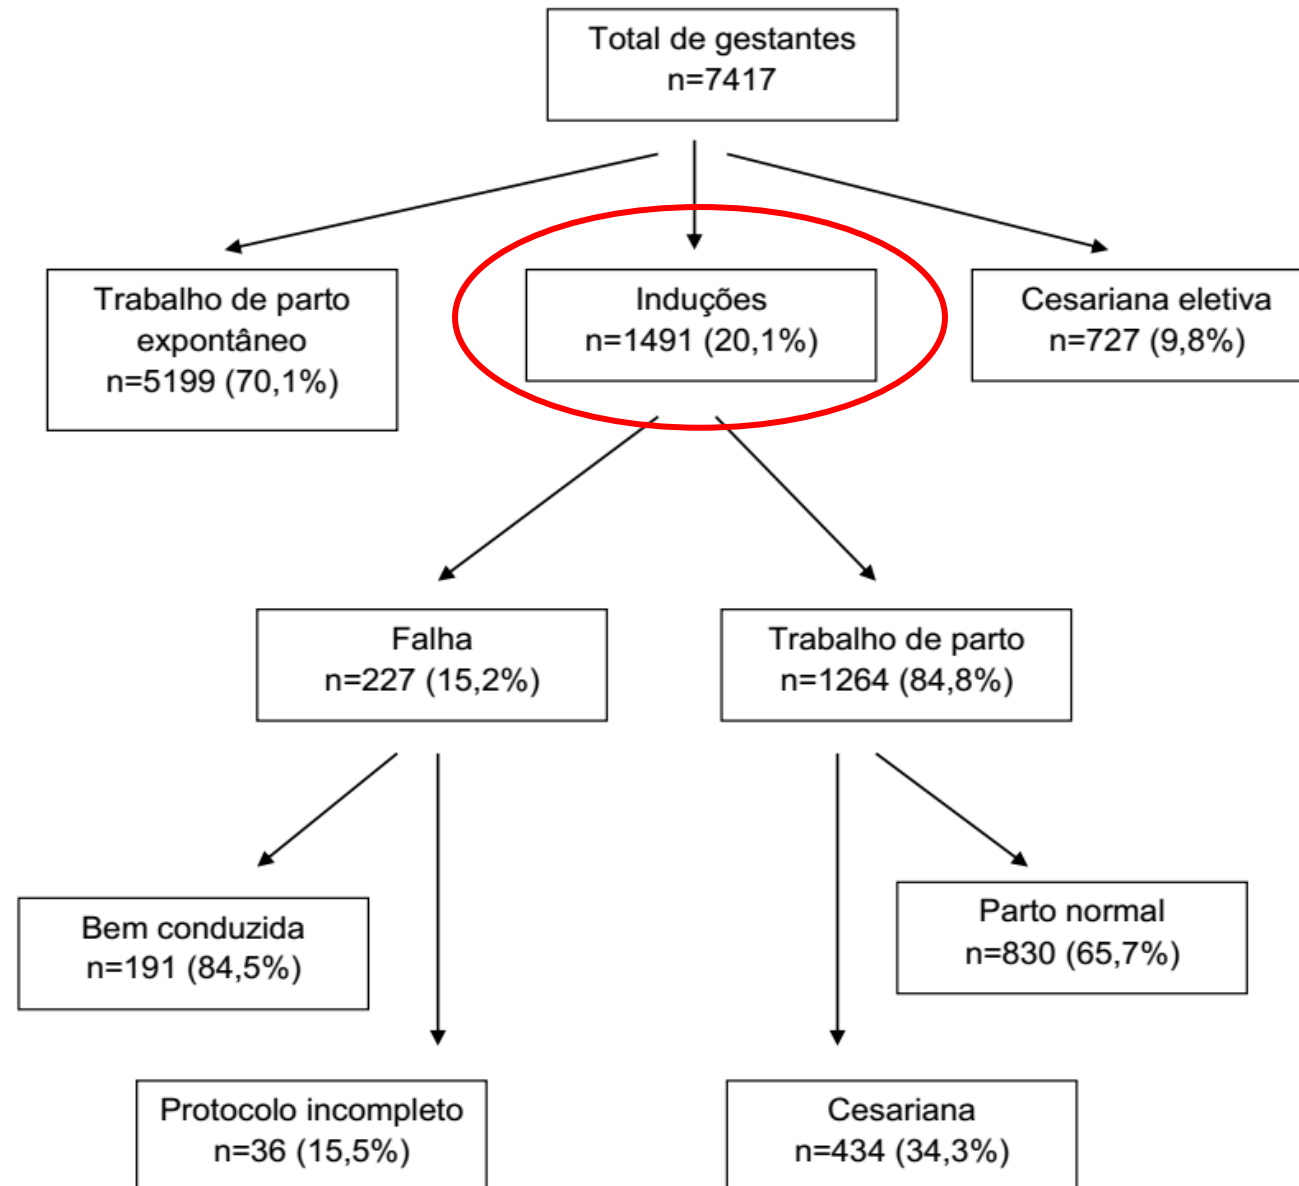 Total de gestantes
n=7417
Trabalho de parto
expontâneo
n=5199 (70,1%)
Induções
n=1491 (20,1%)
Cesariana eletiva
n=727 (9,8%)
Falha
n=227 (15,2%)
Trabalho de parto
n=1264 (84,8%)
Bem conduzida
n=191 (84,5%)
Parto normal
n=830 (65,7%)
Protocolo incompleto
n=36 (15,5%)
Cesariana
n=434 (34,3%)